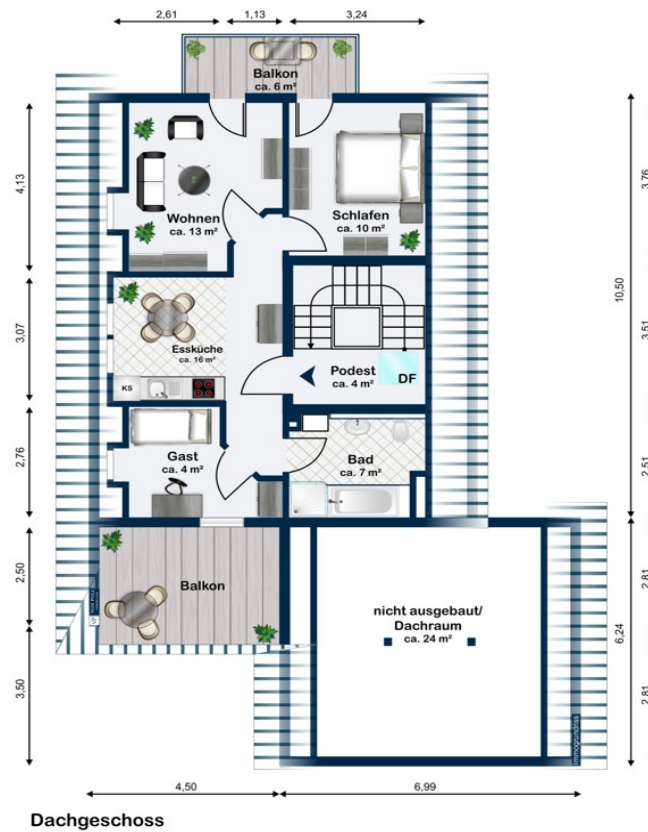 2,61
1,13
3,24
Balkon
ca. 6 m²
4,13
Wohnen
ca. 13 m²
Schlafen
ca. 10 m²
3,76
10,50
3,07
Essküche
ca. 16 m²
KS
Podest
ca. 4 m²
DF
3,51
2,76
Gast
ca. 4 m²
Bad
ca. 7 m²
2,51
2,50
Balkon
nicht ausgebaut/
Dachraum
ca. 24 m²
2,81
6,24
3,50
2,81
immogrundriss
4,50
6,99
Dachgeschoss